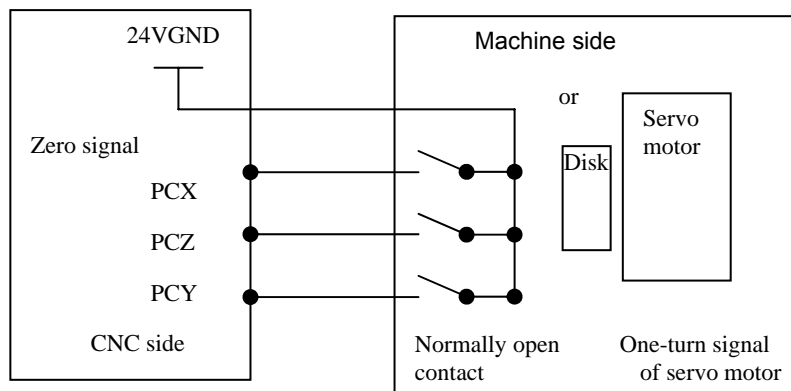 24VGND
Machine side
or
Servo
motor
Zero signal
Disk
PCX
PCZ
PCY
CNC side
Normally open
contact
One-turn signal
of servo motor